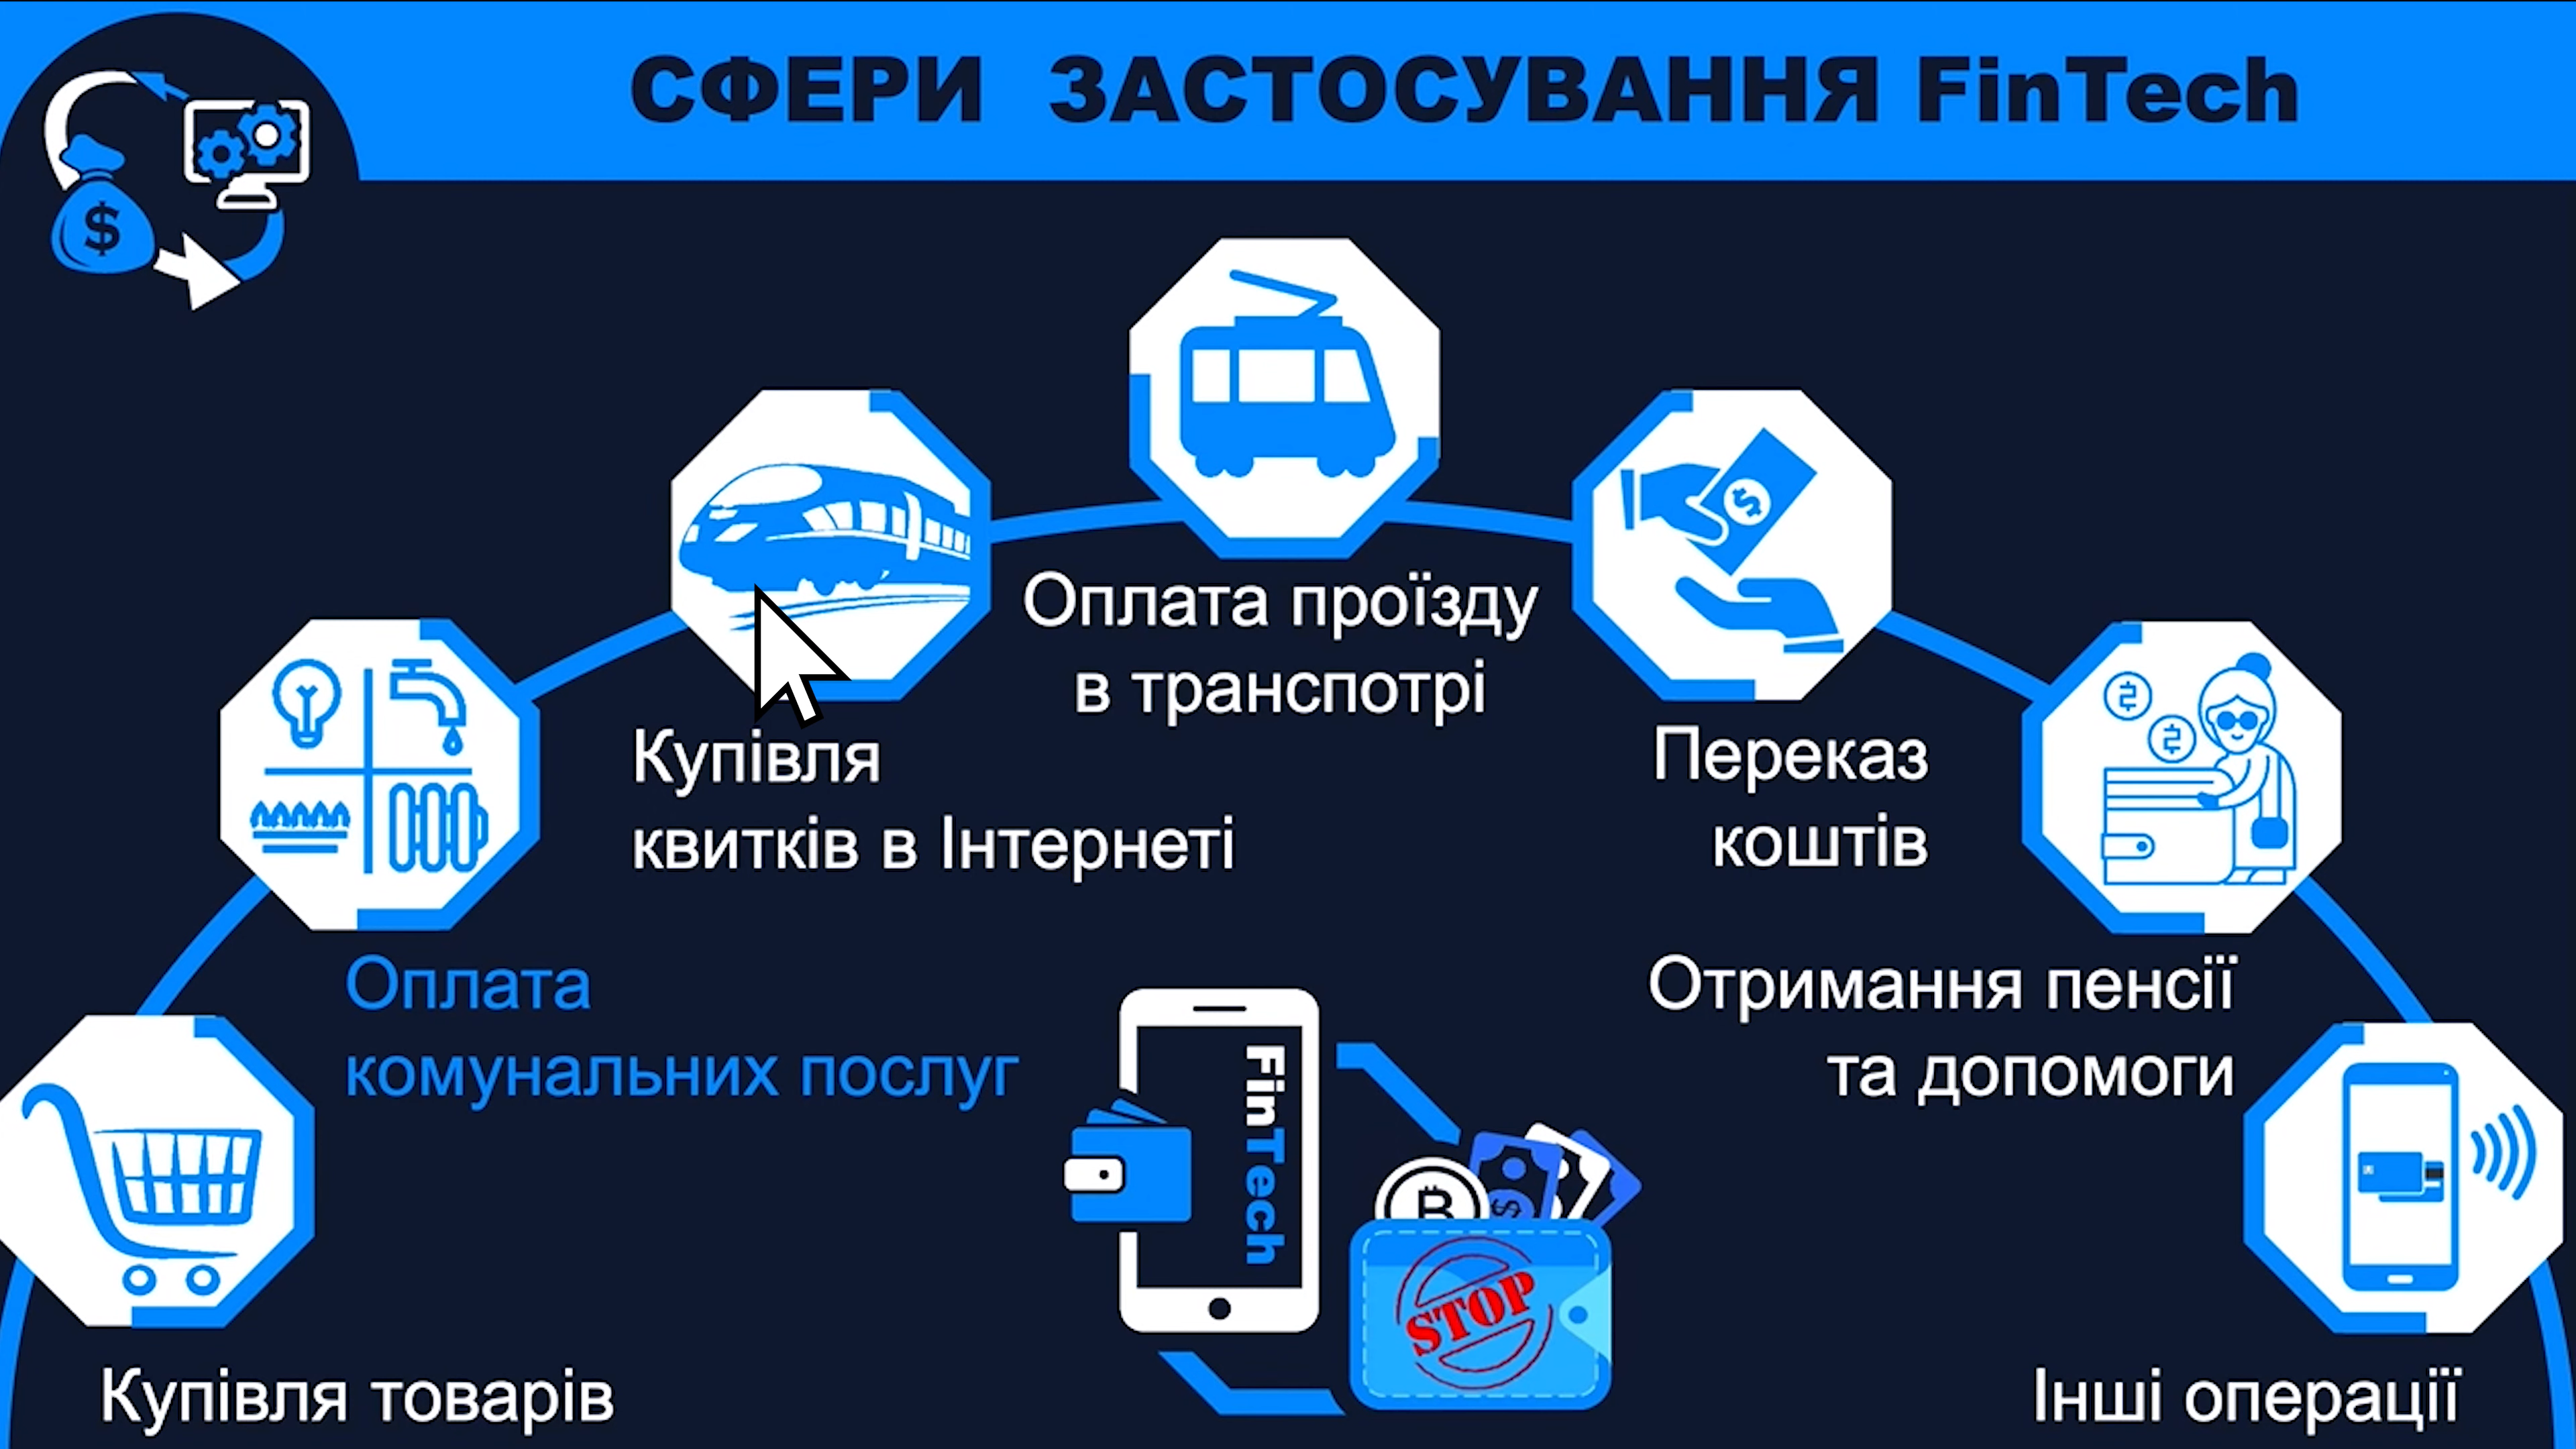 СФЕРИ ЗАСТОСУВАННЯ FinTech
$
Оплата проїзду
в транспотрі
$
Купівля
квитків в Інтернеті
Переказ
коштів
Оплата
комунальних послуг
Отримання пенсії
та допомоги
FinTech
B
$
STOP
Купівля товарів
Інші операції